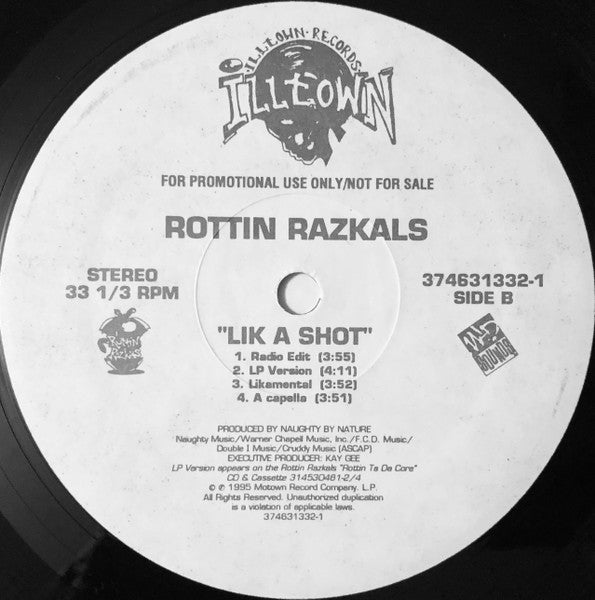 ILLTOWN RECORDS
ILLTOWN
FOR PROMOTIONAL USE ONLY/NOT FOR SALE
ROTTIN RAZKALS
STEREO
33 1/3 RPM
374631332-1
SIDE B
ROTTIN
RAZKALS
"LIK A SHOT"
1. Radio Edit (3:55)
2. LP Version (4:11)
3. Likamental (3:52)
4. A capella (3:51)
PRODUCED BY NAUGHTY BY NATURE
Naughty Music/Warner Chapell Music, Inc./F.C.D. Music/
Double I Music/Cruddy Music (ASCAP)
EXECUTIVE PRODUCER: KAY GEE
LP Version appears on the Rottin Razkals "Rottin Ta Da Core"
CD & Cassette 314530481-2/4
© ℗ 1995 Motown Record Company, L.P.
All Rights Reserved. Unauthorized duplication
is a violation of applicable laws.
374631332-1